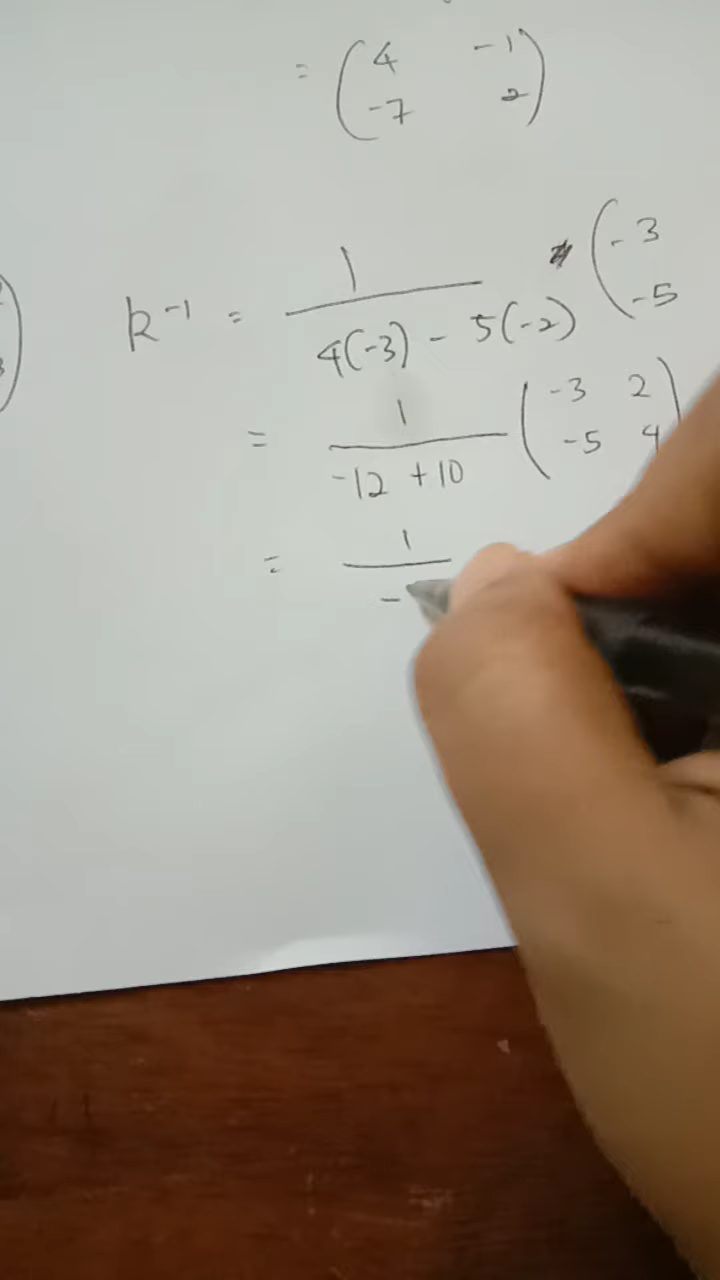 = ( 4 -1
-7 2 )
k⁻¹ = 1 / (4(-3) - 5(-2)) ( -3
-5
= 1 / (-12 + 10) ( -3 2
-5 4 )
= 1 / -